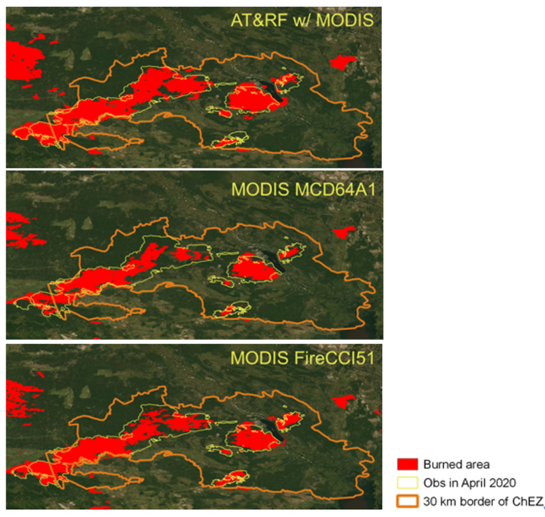 AT&RF w/ MODIS
MODIS MCD64A1
MODIS FireCCI51
Burned area
Obs in April 2020
30 km border of ChEZ